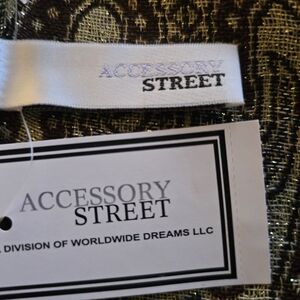 ACCESSORY
STREET
ACCESSORY
STREET
A DIVISION OF WORLDWIDE DREAMS LLC